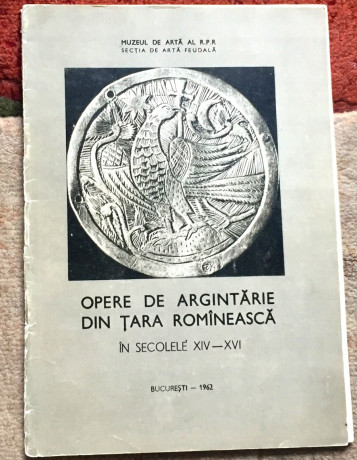 MUZEUL DE ARTĂ AL R.P.R
SECȚIA DE ARTĂ FEUDALĂ
OPERE DE ARGINTĂRIE
DIN ȚARA ROMÎNEASCĂ
ÎN SECOLELE XIV—XVI
BUCUREȘTI — 1962